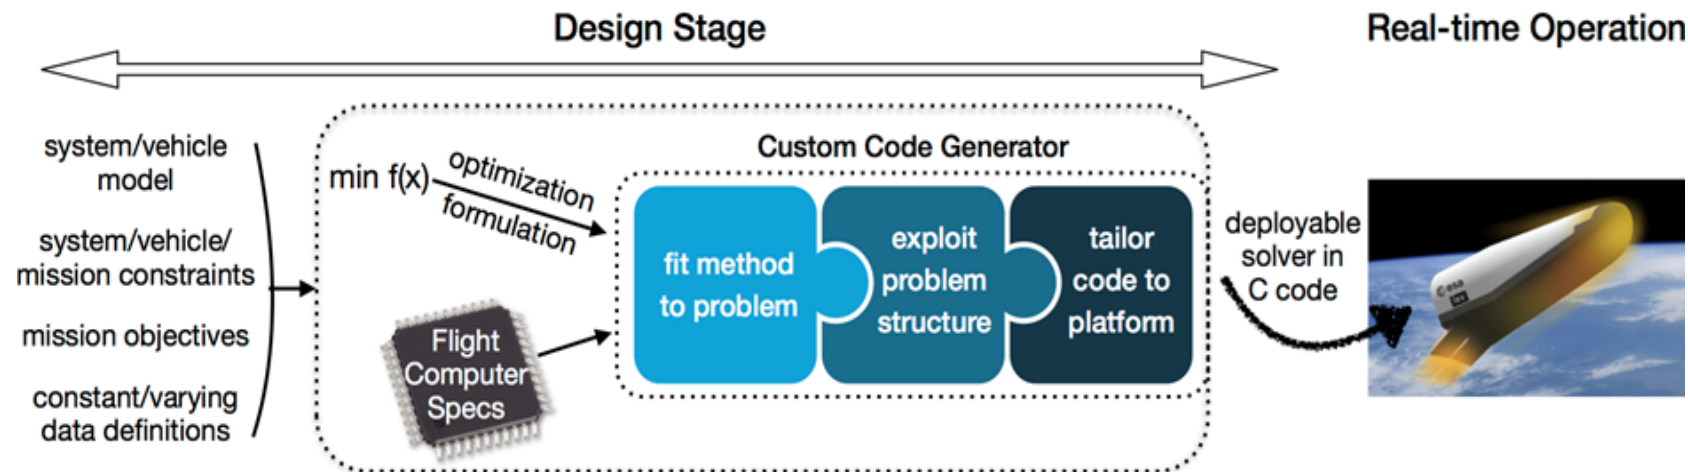 Design Stage
Real-time Operation
system/vehicle
model
system/vehicle/
mission constraints
mission objectives
constant/varying
data definitions
min f(x)
optimization
formulation
Flight
Computer
Specs
Custom Code Generator
fit method
to problem
exploit
problem
structure
tailor
code to
platform
deployable
solver in
C code
esa